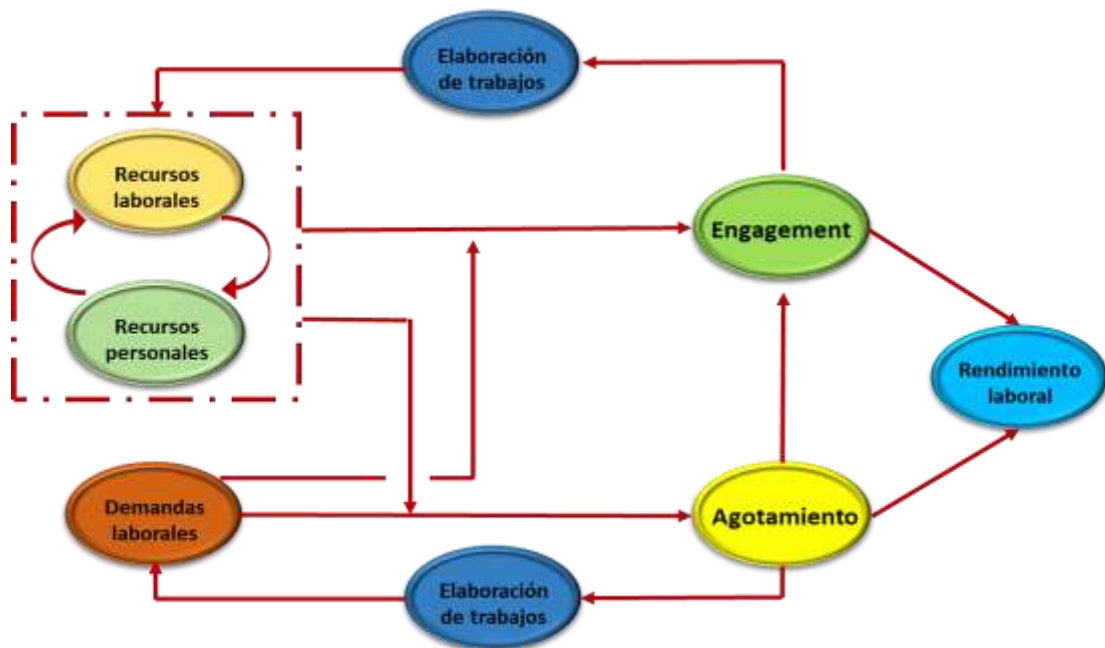 Elaboración
de trabajos
Recursos
laborales
Engagement
Recursos
personales
Rendimiento
laboral
Demandas
laborales
Agotamiento
Elaboración
de trabajos